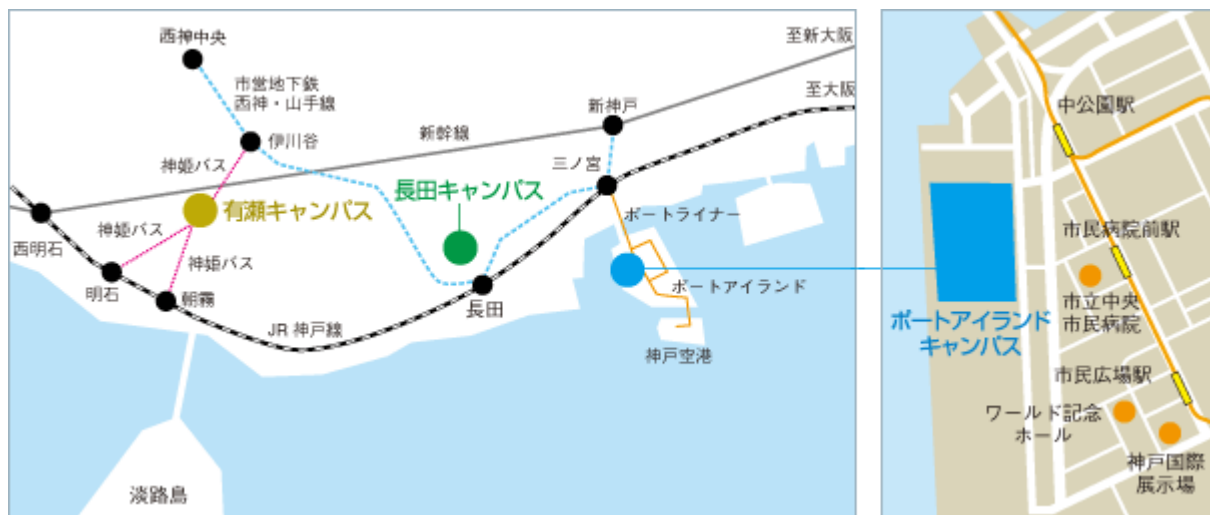 西神中央
市営地下鉄
西神・山手線
伊川谷
神姫バス
新幹線
新神戸
至新大阪
至大阪
三ノ宮
有瀬キャンパス
長田キャンパス
西明石
神姫バス
神姫バス
明石
朝霧
JR 神戸線
長田
ポートライナー
ポートアイランド
神戸空港
淡路島
中公園駅
市民病院前駅
市立中央
市民病院
ポートアイランド
キャンパス
市民広場駅
ワールド記念
ホール
神戸国際
展示場